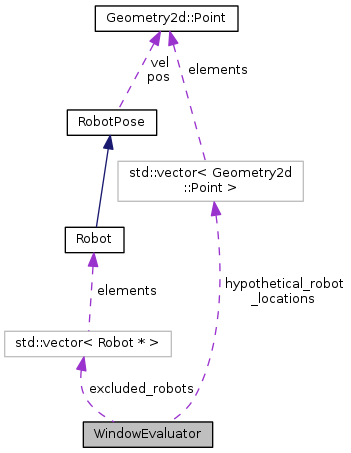 Geometry2d::Point
vel
pos
elements
RobotPose
std::vector< Geometry2d
::Point >
Robot
elements
hypothetical_robot
_locations
std::vector< Robot * >
excluded_robots
WindowEvaluator